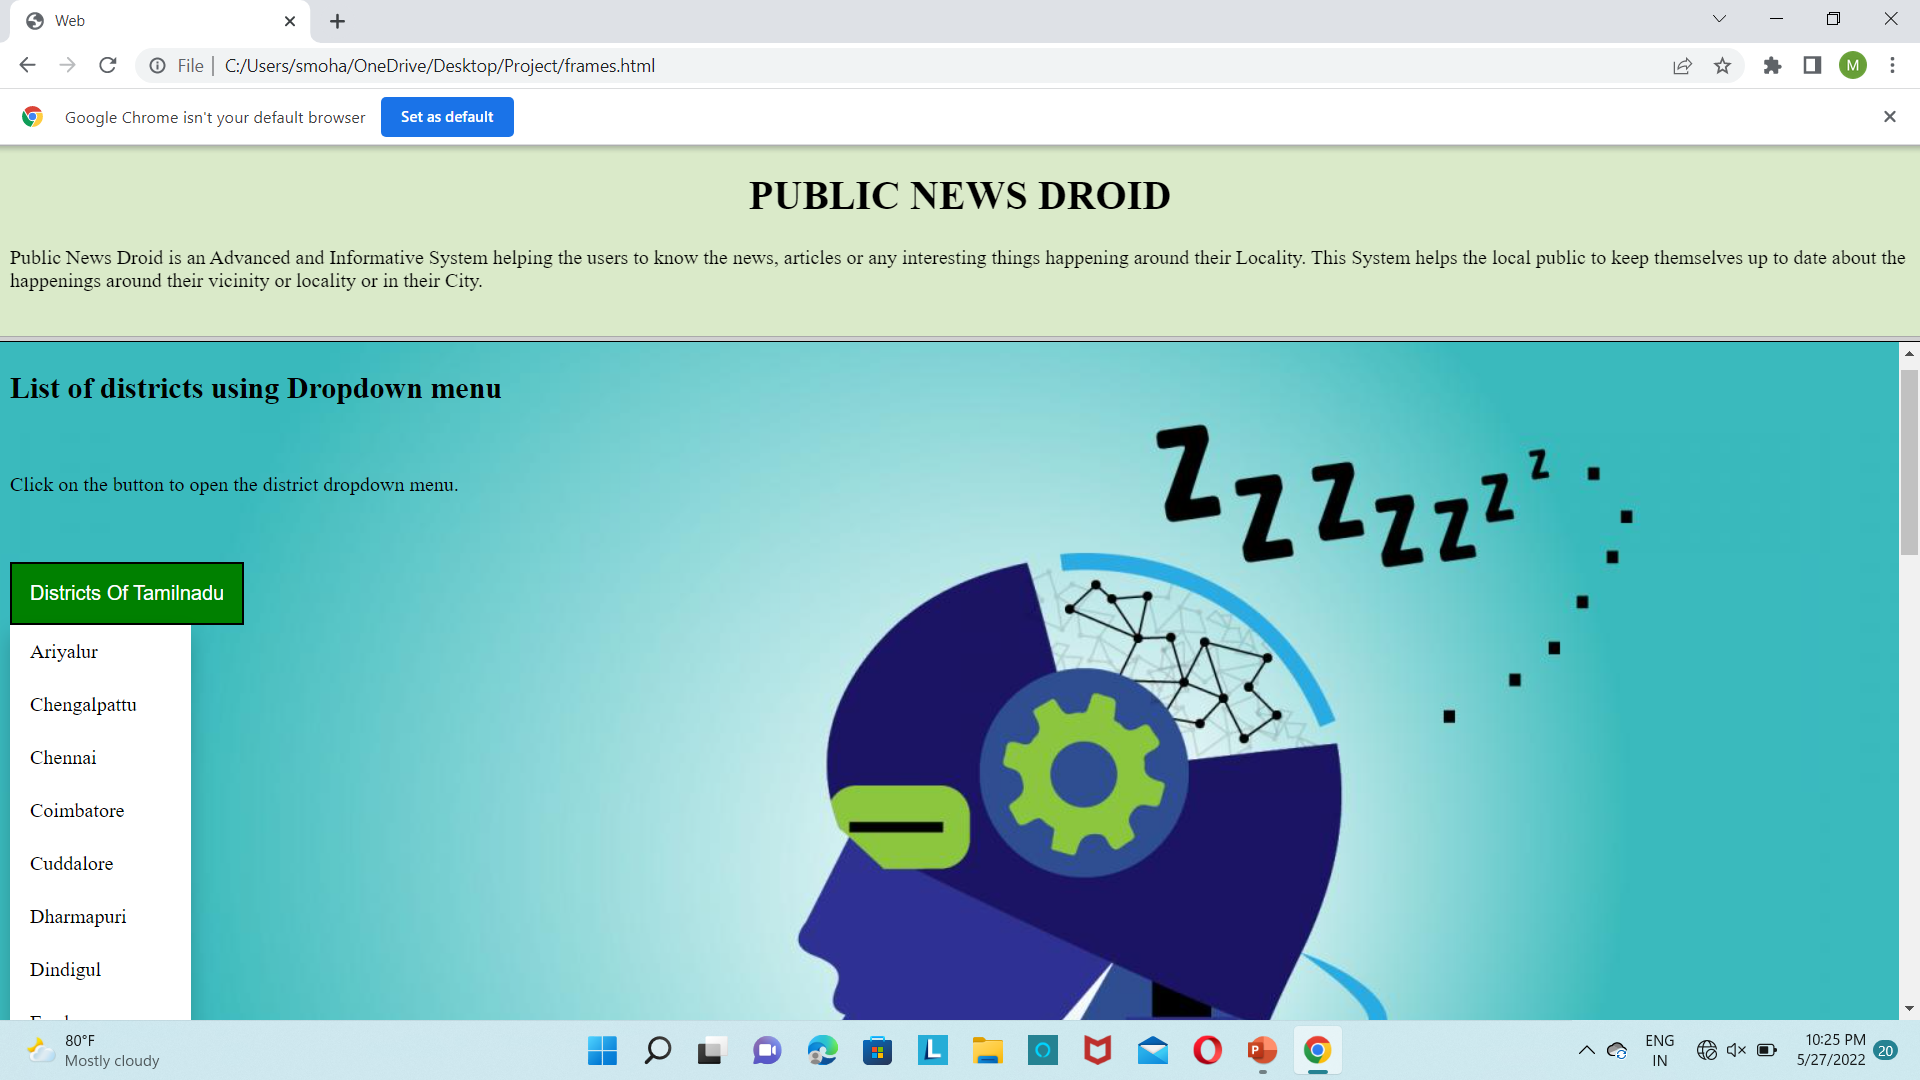 Web
File
C:/Users/smoha/OneDrive/Desktop/Project/frames.html
M
Google Chrome isn't your default browser
Set as default
PUBLIC NEWS DROID
Public News Droid is an Advanced and Informative System helping the users to know the news, articles or any interesting things happening around their Locality. This System helps the local public to keep themselves up to date about the
happenings around their vicinity or locality or in their City.
List of districts using Dropdown menu
Click on the button to open the district dropdown menu.
Z Z Z Z Z Z Z
Districts Of Tamilnadu
Ariyalur
Chengalpattu
Chennai
Coimbatore
Cuddalore
Dharmapuri
Dindigul
80°F
Mostly cloudy
L
P
ENG
IN
10:25 PM
5/27/2022
20